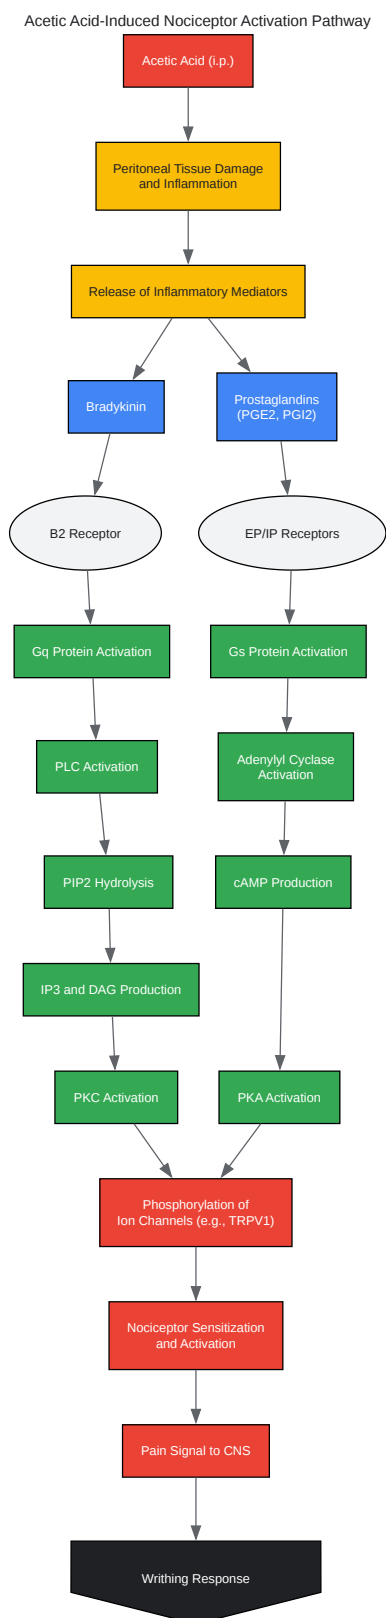 Acetic Acid-Induced Nociceptor Activation Pathway
Acetic Acid (i.p.)
Peritoneal Tissue Damage
and Inflammation
Release of Inflammatory Mediators
Bradykinin
Prostaglandins
(PGE2, PGI2)
B2 Receptor
EP/IP Receptors
Gq Protein Activation
Gs Protein Activation
PLC Activation
Adenylyl Cyclase
Activation
PIP2 Hydrolysis
cAMP Production
IP3 and DAG Production
PKC Activation
PKA Activation
Phosphorylation of
Ion Channels (e.g., TRPV1)
Nociceptor Sensitization
and Activation
Pain Signal to CNS
Writhing Response